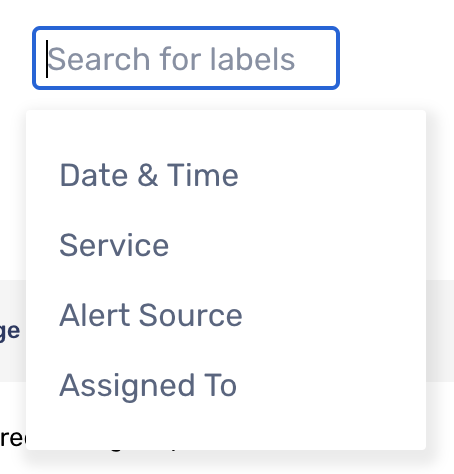 Search for labels
Date & Time
Service
Alert Source
Assigned To